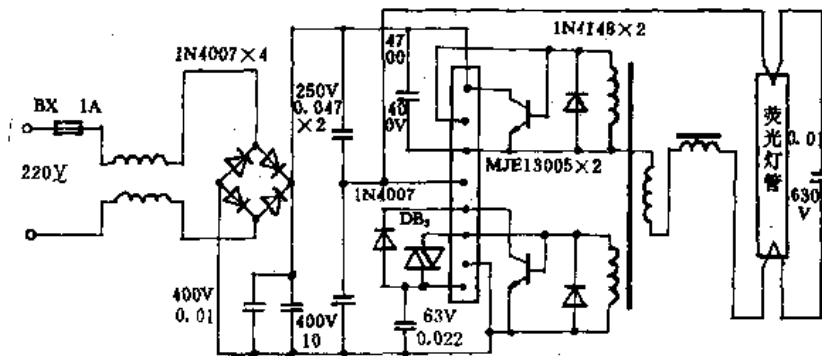 1N4007×4
BX 1A
220V
250V
0.047
×2
47
00
40
0V
1N4148×2
MJE13005×2
1N4007
DB₃
400V
0.01
400V
10
63V
0.022
荧光灯管
0.01
630
V